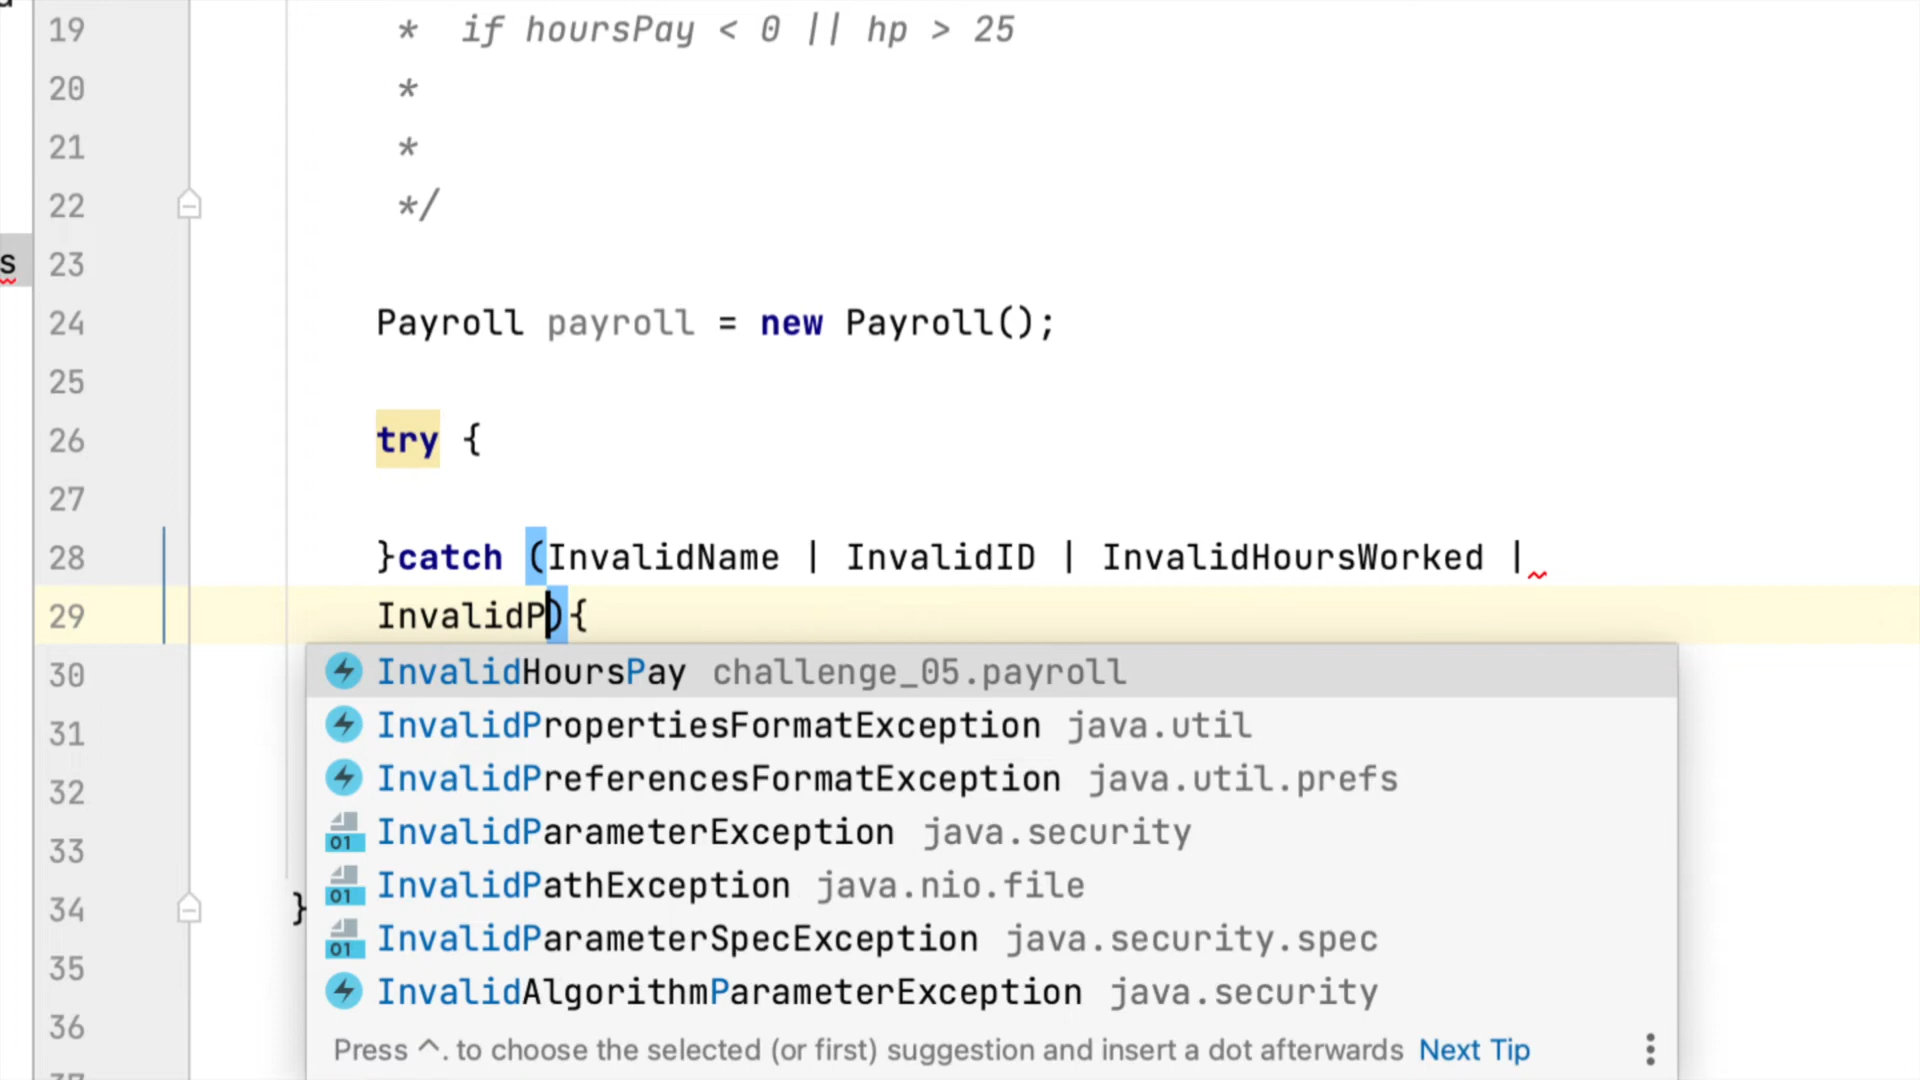 19 * if hoursPay < 0 || hp > 25
20 *
21 *
22 */
s 23
24 Payroll payroll = new Payroll();
25
26 try {
27
28 }catch (InvalidName | InvalidID | InvalidHoursWorked |
29 InvalidP){
30 InvalidHoursPay challenge_05.payroll
InvalidPropertiesFormatException java.util
31
InvalidPreferencesFormatException java.util.prefs
32
01 InvalidParameterException java.security
33
01 InvalidPathException java.nio.file
34 }
01 InvalidParameterSpecException java.security.spec
35
InvalidAlgorithmParameterException java.security
36
Press ^. to choose the selected (or first) suggestion and insert a dot afterwards Next Tip